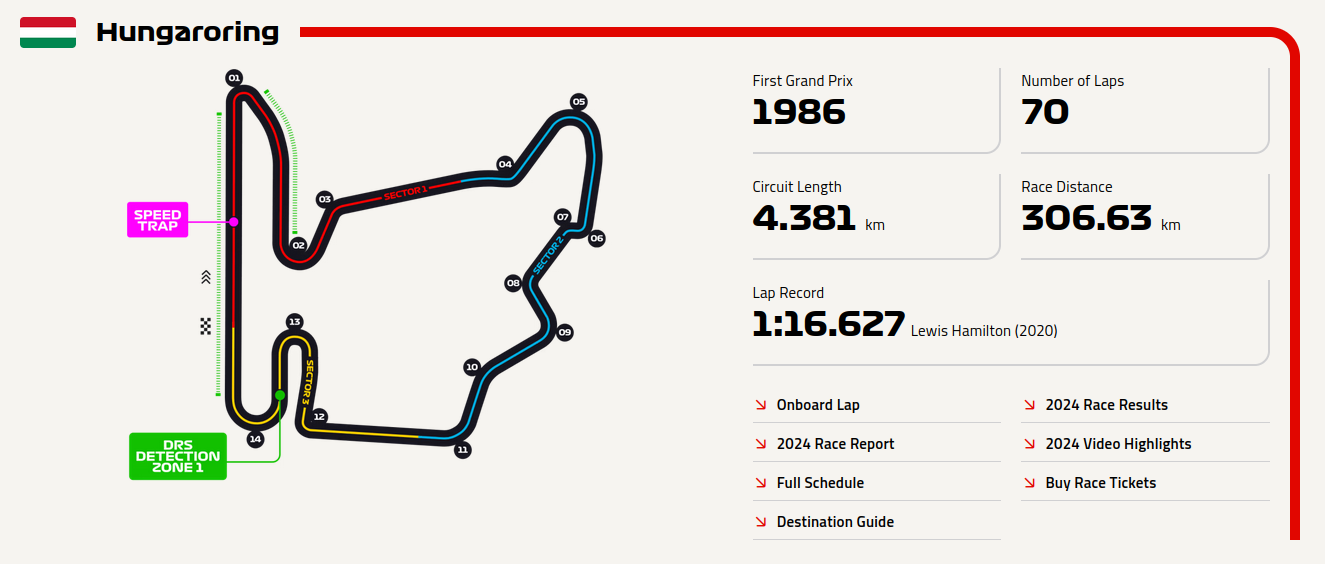 Hungaroring
01
05
04
03
SPEED
TRAP
SECTOR 1
07
02
06
SECTOR 2
08
13
09
10
SECTOR 3
12
14
11
DRS
DETECTION
ZONE 1
First Grand Prix
1986
Number of Laps
70
Circuit Length
4.381 km
Race Distance
306.63 km
Lap Record
1:16.627 Lewis Hamilton (2020)
Onboard Lap
2024 Race Results
2024 Race Report
2024 Video Highlights
Full Schedule
Buy Race Tickets
Destination Guide